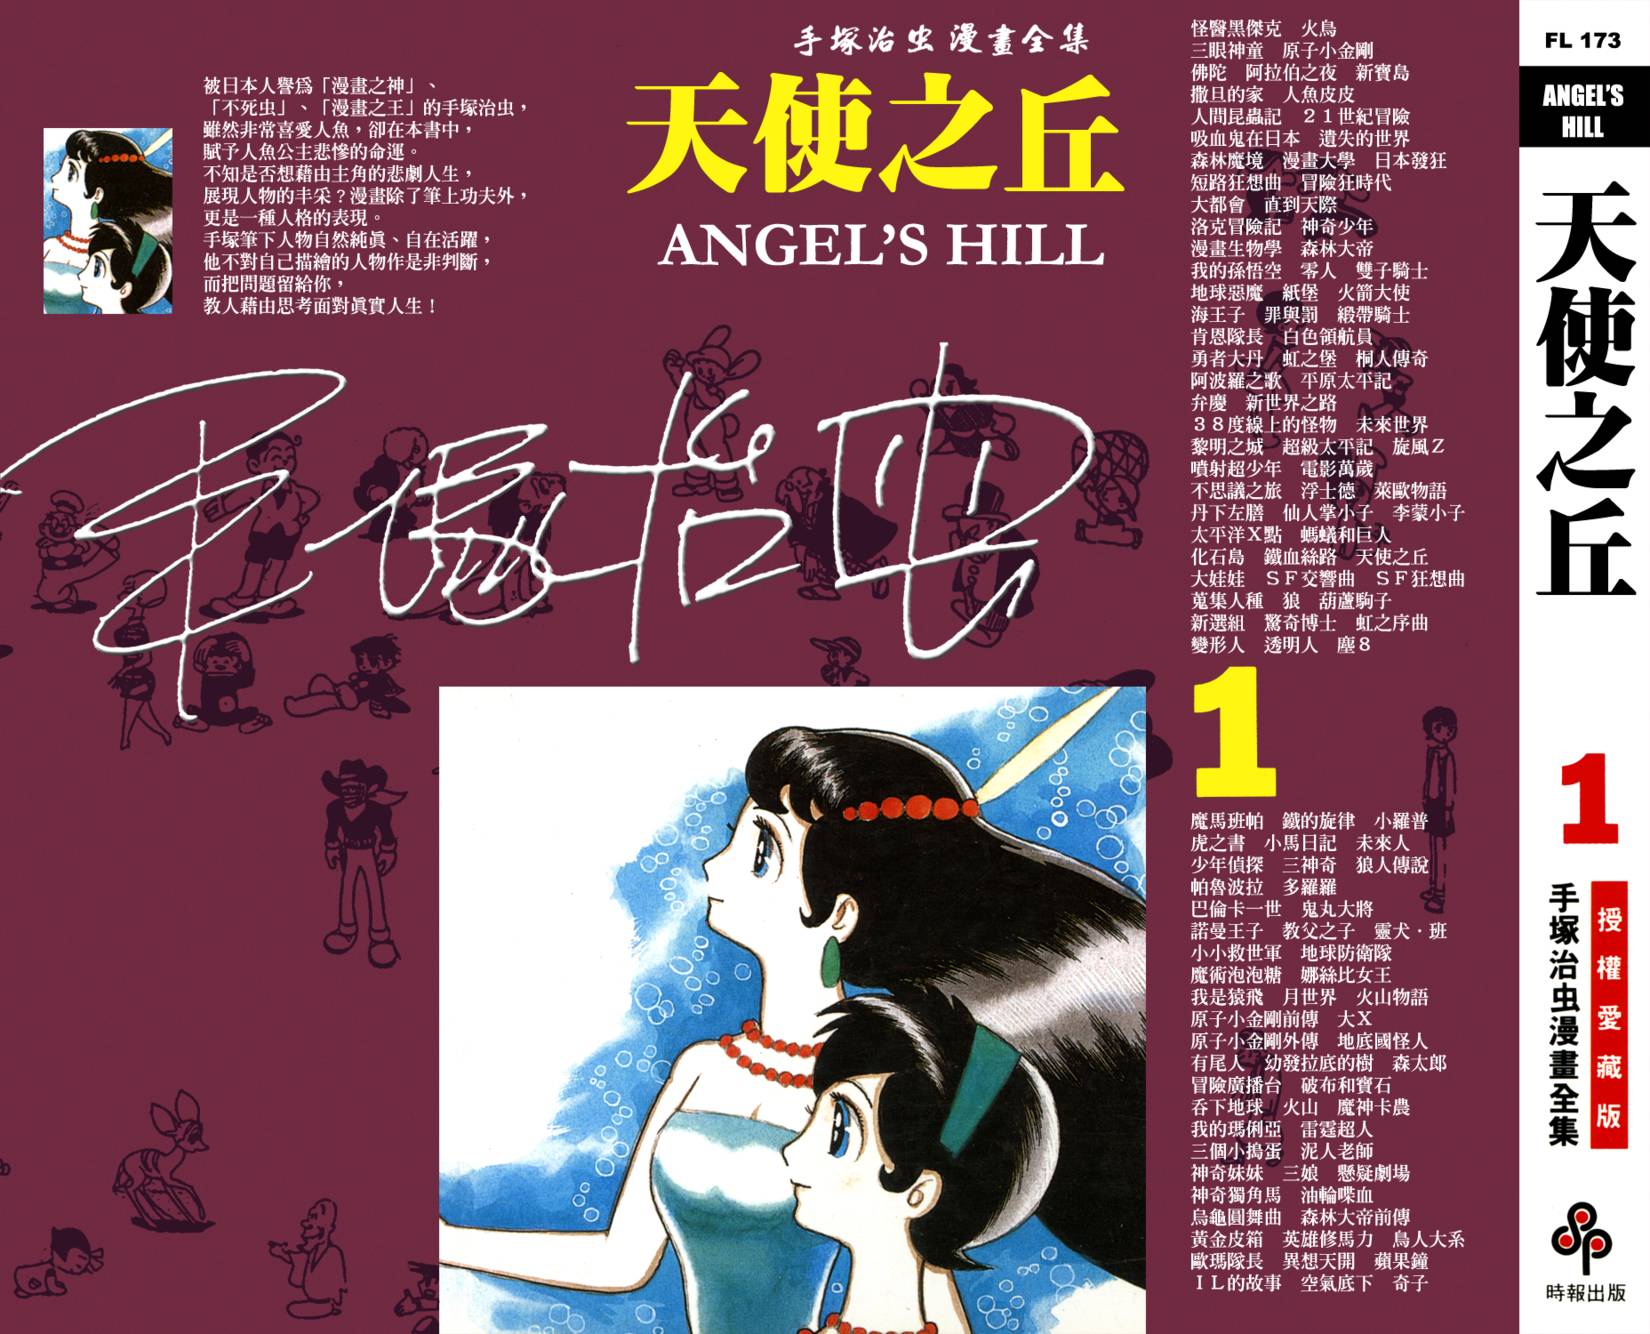 手塚治虫漫畫全集
天使之丘
ANGEL'S HILL
被日本人譽爲「漫畫之神」、
「不死虫」、「漫畫之王」的手塚治虫，
雖然非常喜愛人魚，卻在本書中，
賦予人魚公主悲慘的命運。
不知是否想藉由主角的悲劇人生，
展現人物的丰采？漫畫除了筆上功夫外，
更是一種人格的表現。
手塚筆下人物自然純眞、自在活躍，
他不對自己描繪的人物作是非判斷，
而把問題留給你，
教人藉由思考面對眞實人生！
手塚治虫
怪醫黑傑克　火鳥
三眼神童　原子小金剛
佛陀　阿拉伯之夜　新寶島
撒旦的家　人魚皮皮
人間昆蟲記　２１世紀冒險
吸血鬼在日本　遺失的世界
森林魔境　漫畫大學　日本發狂
短路狂想曲　冒險狂時代
大都會　直到天際
洛克冒險記　神奇少年
漫畫生物學　森林大帝
我的孫悟空　零人　雙子騎士
地球惡魔　紙堡　火箭大使
海王子　罪與罰　緞帶騎士
肯恩隊長　白色領航員
勇者大丹　虹之堡　桐人傳奇
阿波羅之歌　平原太平記
弁慶　新世界之路
３８度線上的怪物　未來世界
黎明之城　超級太平記　旋風Ｚ
噴射超少年　電影萬歲
不思議之旅　浮士德　萊歐物語
丹下左膳　仙人掌小子　李蒙小子
太平洋Ｘ點　螞蟻和巨人
化石島　鐵血絲路　天使之丘
大娃娃　ＳＦ交響曲　ＳＦ狂想曲
蒐集人種　狼　葫蘆駒子
新選組　驚奇博士　虹之序曲
變形人　透明人　塵８
1
魔馬班帕　鐵的旋律　小羅普
虎之書　小馬日記　未來人
少年偵探　三神奇　狼人傳說
帕魯波拉　多羅羅
巴倫卡一世　鬼丸大將
諾曼王子　教父之子　靈犬・班
小小救世軍　地球防衛隊
魔術泡泡糖　娜絲比女王
我是猿飛　月世界　火山物語
原子小金剛前傳　大Ｘ
原子小金剛外傳　地底國怪人
有尾人　幼發拉底的樹　森太郎
冒險廣播台　破布和寶石
吞下地球　火山　魔神卡農
我的瑪俐亞　雷霆超人
三個小搗蛋　泥人老師
神奇妹妹　三娘　懸疑劇場
神奇獨角馬　油輪喋血
烏龜圓舞曲　森林大帝前傳
黃金皮箱　英雄修馬力　鳥人大系
歐瑪隊長　異想天開　蘋果鐘
ＩＬ的故事　空氣底下　奇子
FL 173
ANGEL'S
HILL
天使之丘
1
授權愛藏版
手塚治虫漫畫全集
時報出版